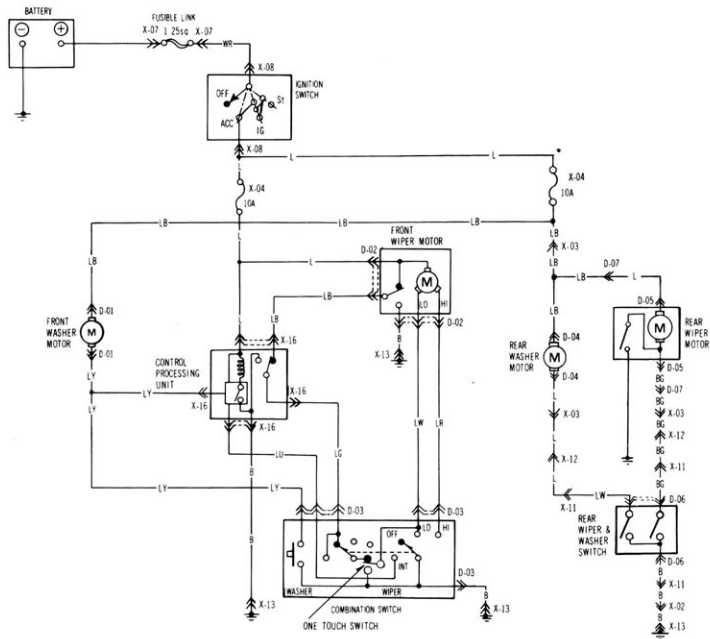 BATTERY
FUSIBLE LINK
X-07 1.25sq X-07
WR
X-08
IGNITION
SWITCH
OFF
St
ACC
IG
X-08
L
L
L
X-04
10A
X-04
10A
LB
LB
LB
LB
X-03
FRONT
WIPER MOTOR
D-02
LB
L
L
LB
D-07
L
M
LO
HI
LB
LB
D-05
D-01
FRONT
WASHER
MOTOR
M
D-01
LB
X-16
B
D-02
X-13
REAR
WASHER
MOTOR
D-04
M
D-04
M
REAR
WIPER
MOTOR
D-05
BG
D-07
BG
CONTROL
PROCESSING
UNIT
LY
LY
X-16
X-16
LY
X-16
L
X-03
X-03
BG
X-12
LW
LR
LG
LU
B
L
X-12
BG
X-11
L
BG
LY
LY
LW
X-11
D-06
D-03
D-03
LO
HI
OFF
REAR
WIPER &
WASHER
SWITCH
B
INT
D-03
WASHER
WIPER
B
D-06
B
X-11
B
X-02
B
X-13
X-13
COMBINATION SWITCH
X-13
ONE TOUCH SWITCH